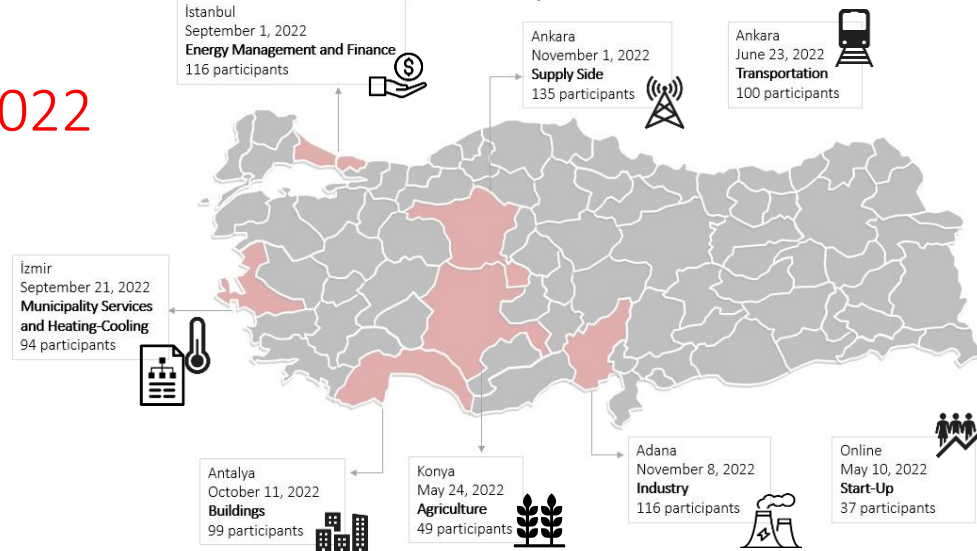 İstanbul
September 1, 2022
Energy Management and Finance
116 participants
Ankara
November 1, 2022
Supply Side
135 participants
Ankara
June 23, 2022
Transportation
100 participants
022
İzmir
September 21, 2022
Municipality Services
and Heating-Cooling
94 participants
Antalya
October 11, 2022
Buildings
99 participants
Konya
May 24, 2022
Agriculture
49 participants
Adana
November 8, 2022
Industry
116 participants
Online
May 10, 2022
Start-Up
37 participants